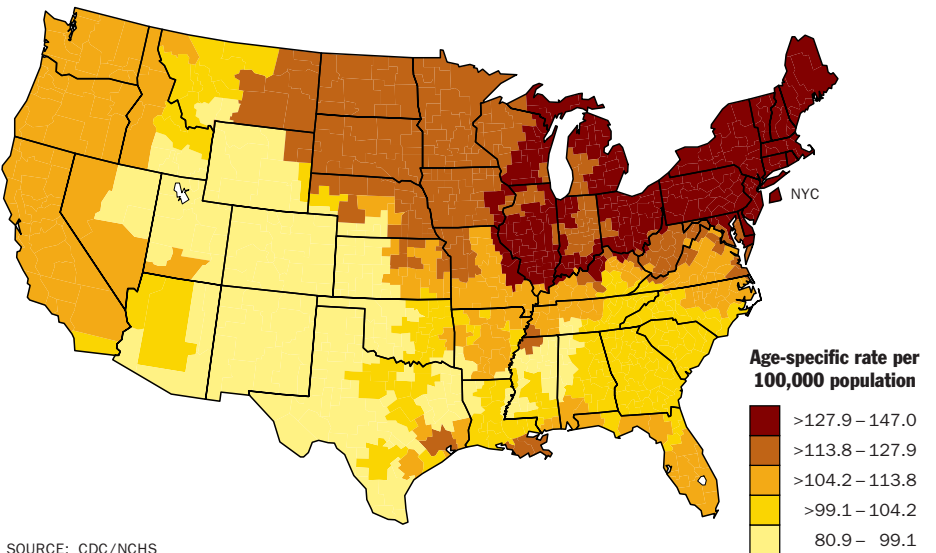 NYC
Age-specific rate per
100,000 population
>127.9 – 147.0
>113.8 – 127.9
>104.2 – 113.8
>99.1 – 104.2
80.9 – 99.1
SOURCE: CDC/NCHS